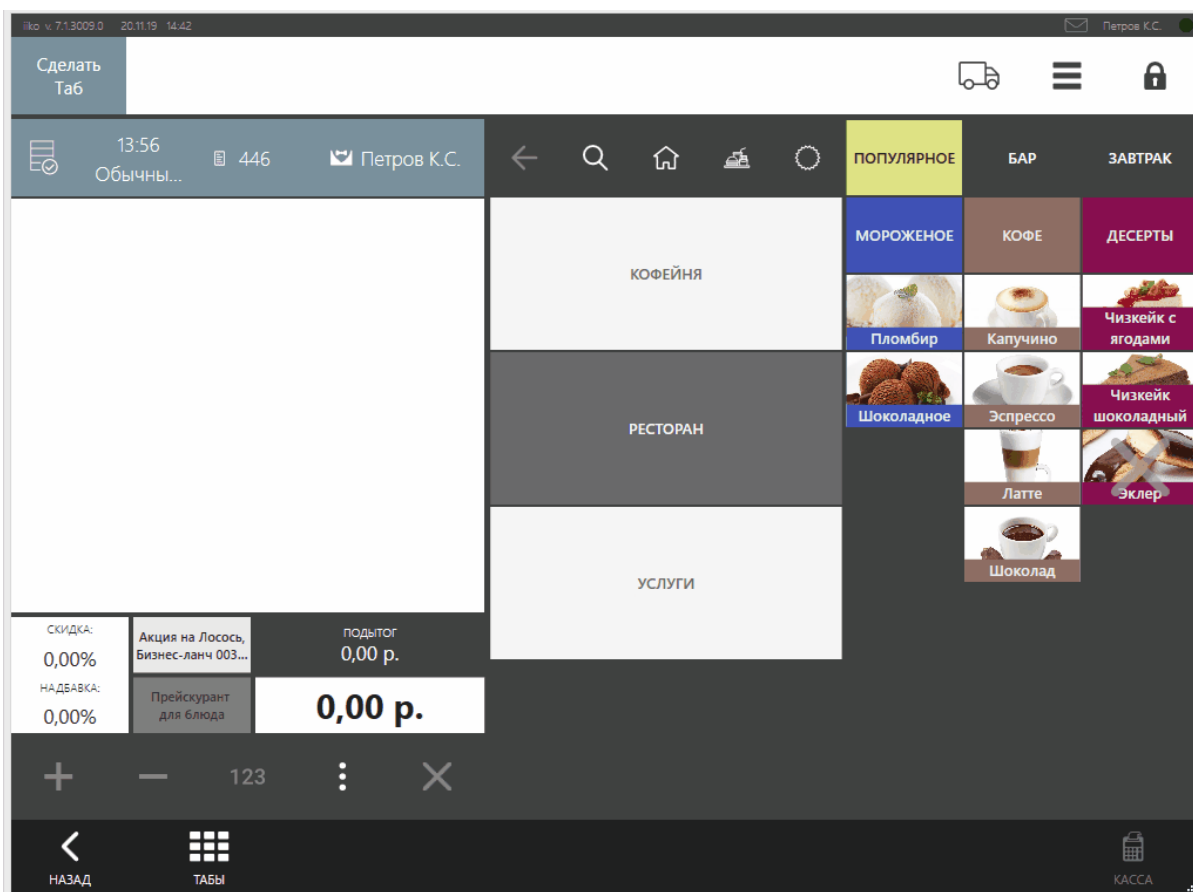 iiko v. 7.1.3009.0 20.11.19 14:42 Петров К.С.
Сделать
Таб
13:56
Обычны...
446
Петров К.С.
ПОПУЛЯРНОЕ
БАР
ЗАВТРАК
КОФЕЙНЯ
РЕСТОРАН
УСЛУГИ
МОРОЖЕНОЕ
КОФЕ
ДЕСЕРТЫ
Пломбир
Капучино
Чизкейк с
ягодами
Шоколадное
Эспрессо
Чизкейк
шоколадный
Латте
Эклер
Шоколад
СКИДКА:
0,00%
НАДБАВКА:
0,00%
Акция на Лосось,
Бизнес-ланч 003...
Прейскурант
для блюда
ПОДЫТОГ
0,00 р.
0,00 р.
123
НАЗАД
ТАБЫ
КАССА